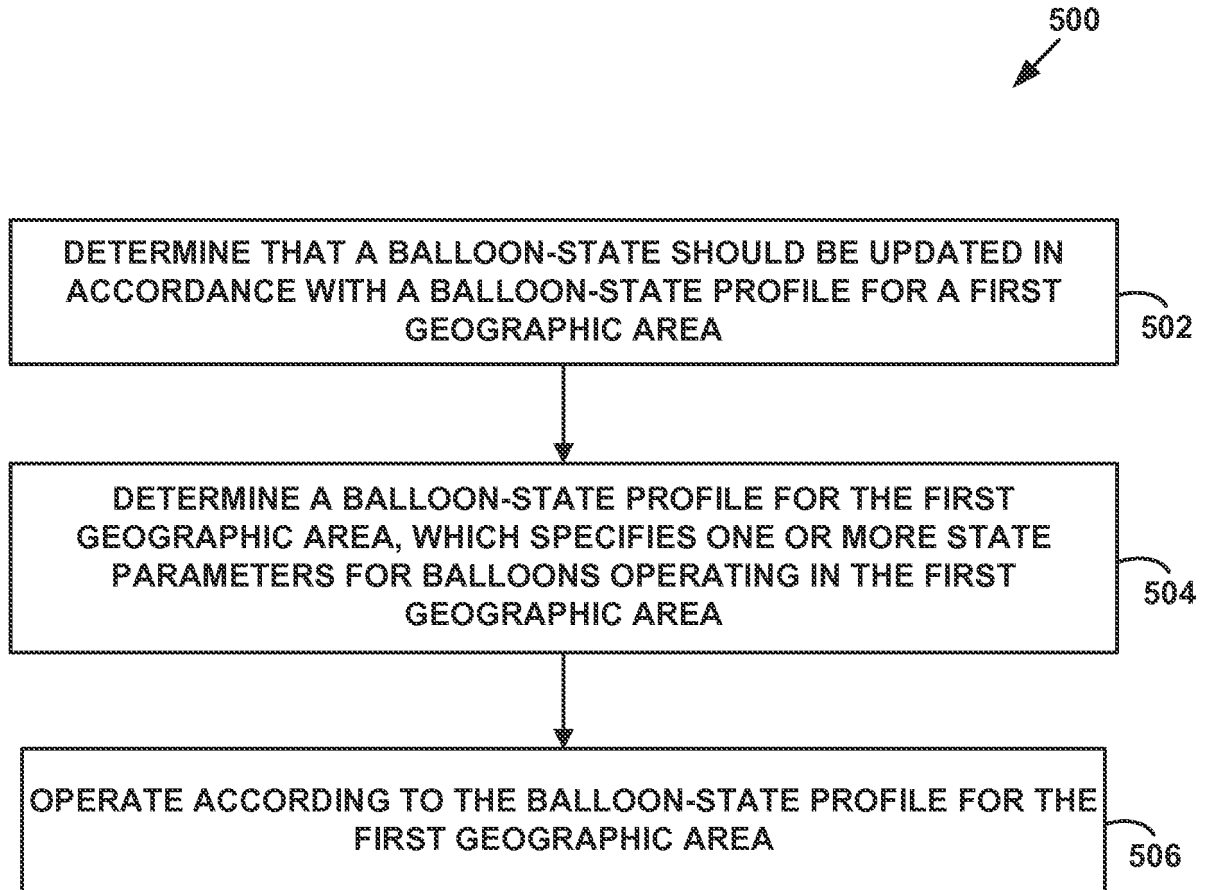 500
DETERMINE THAT A BALLOON-STATE SHOULD BE UPDATED IN
ACCORDANCE WITH A BALLOON-STATE PROFILE FOR A FIRST
GEOGRAPHIC AREA
502
DETERMINE A BALLOON-STATE PROFILE FOR THE FIRST
GEOGRAPHIC AREA, WHICH SPECIFIES ONE OR MORE STATE
PARAMETERS FOR BALLOONS OPERATING IN THE FIRST
GEOGRAPHIC AREA
504
OPERATE ACCORDING TO THE BALLOON-STATE PROFILE FOR THE
FIRST GEOGRAPHIC AREA
506